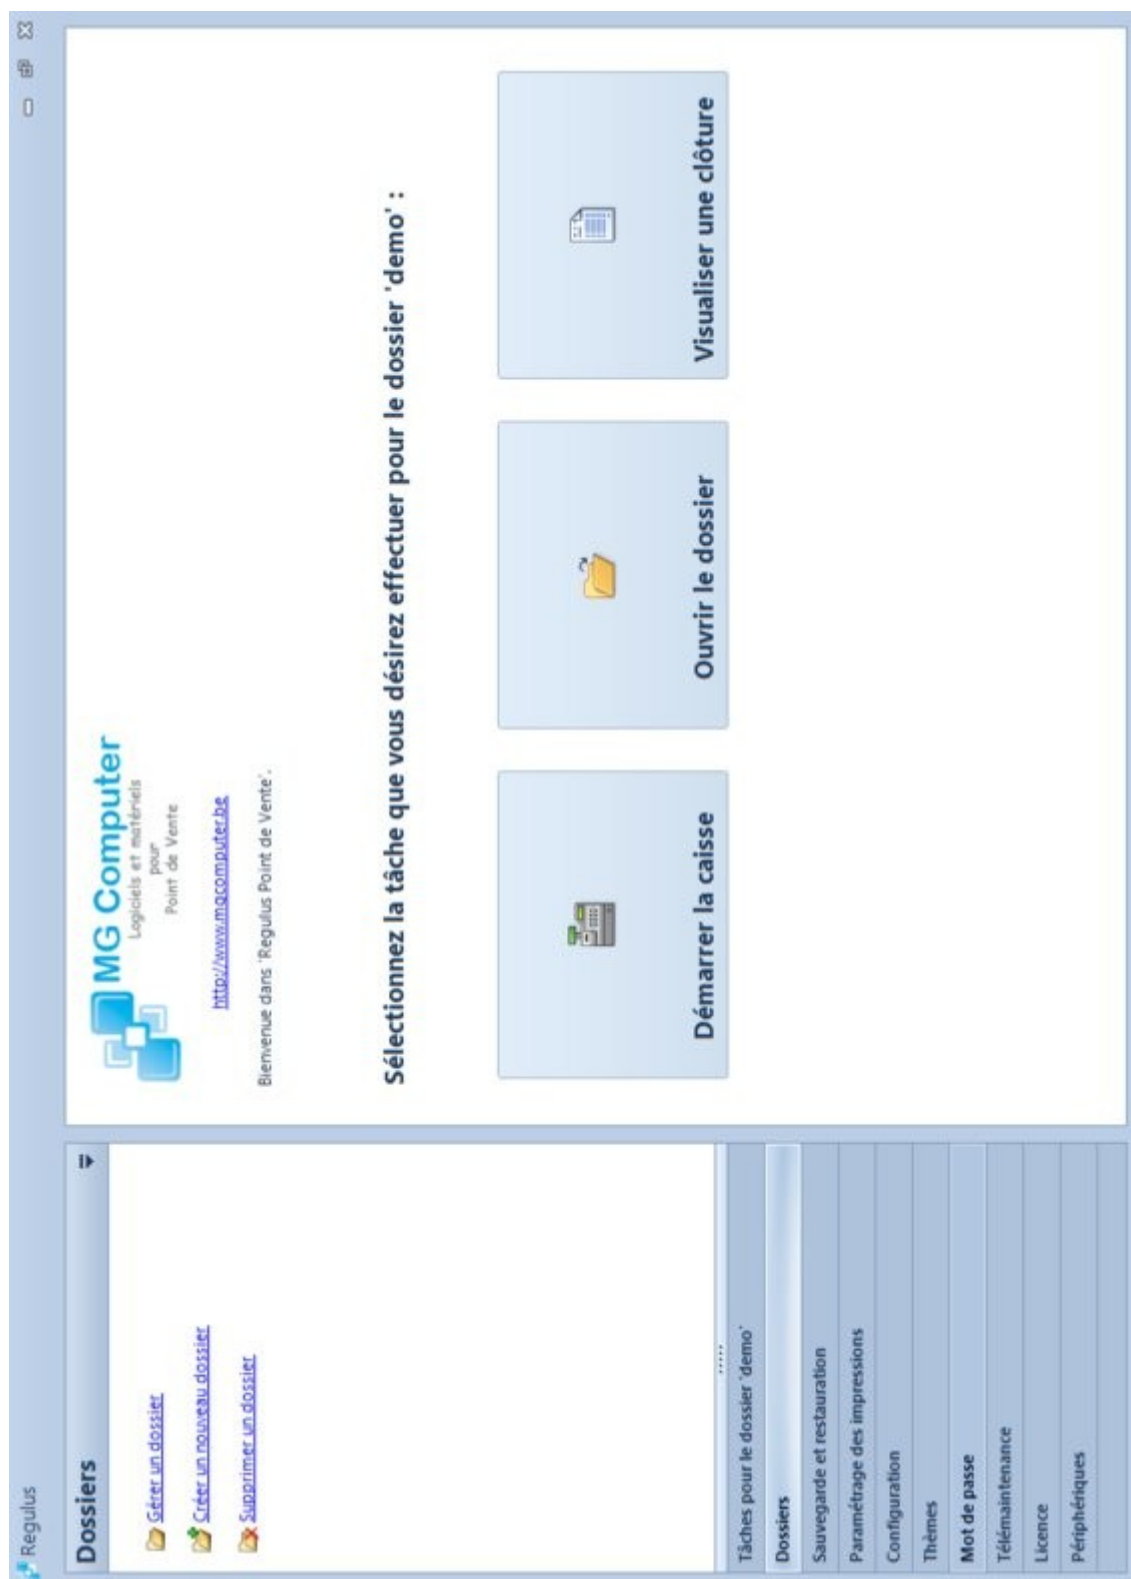 Regulus
Dossiers
Gérer un dossier
Créer un nouveau dossier
Supprimer un dossier
Tâches pour le dossier 'demo'
Dossiers
Sauvegarde et restauration
Paramétrage des impressions
Configuration
Thèmes
Mot de passe
Télémaintenance
Licence
Périphériques
MG Computer
Logiciels et matériels
pour
Point de Vente
http://www.mgcomputer.be
Bienvenue dans 'Regulus Point de Vente'.
Sélectionnez la tâche que vous désirez effectuer pour le dossier 'demo' :
Démarrer la caisse
Ouvrir le dossier
Visualiser une clôture